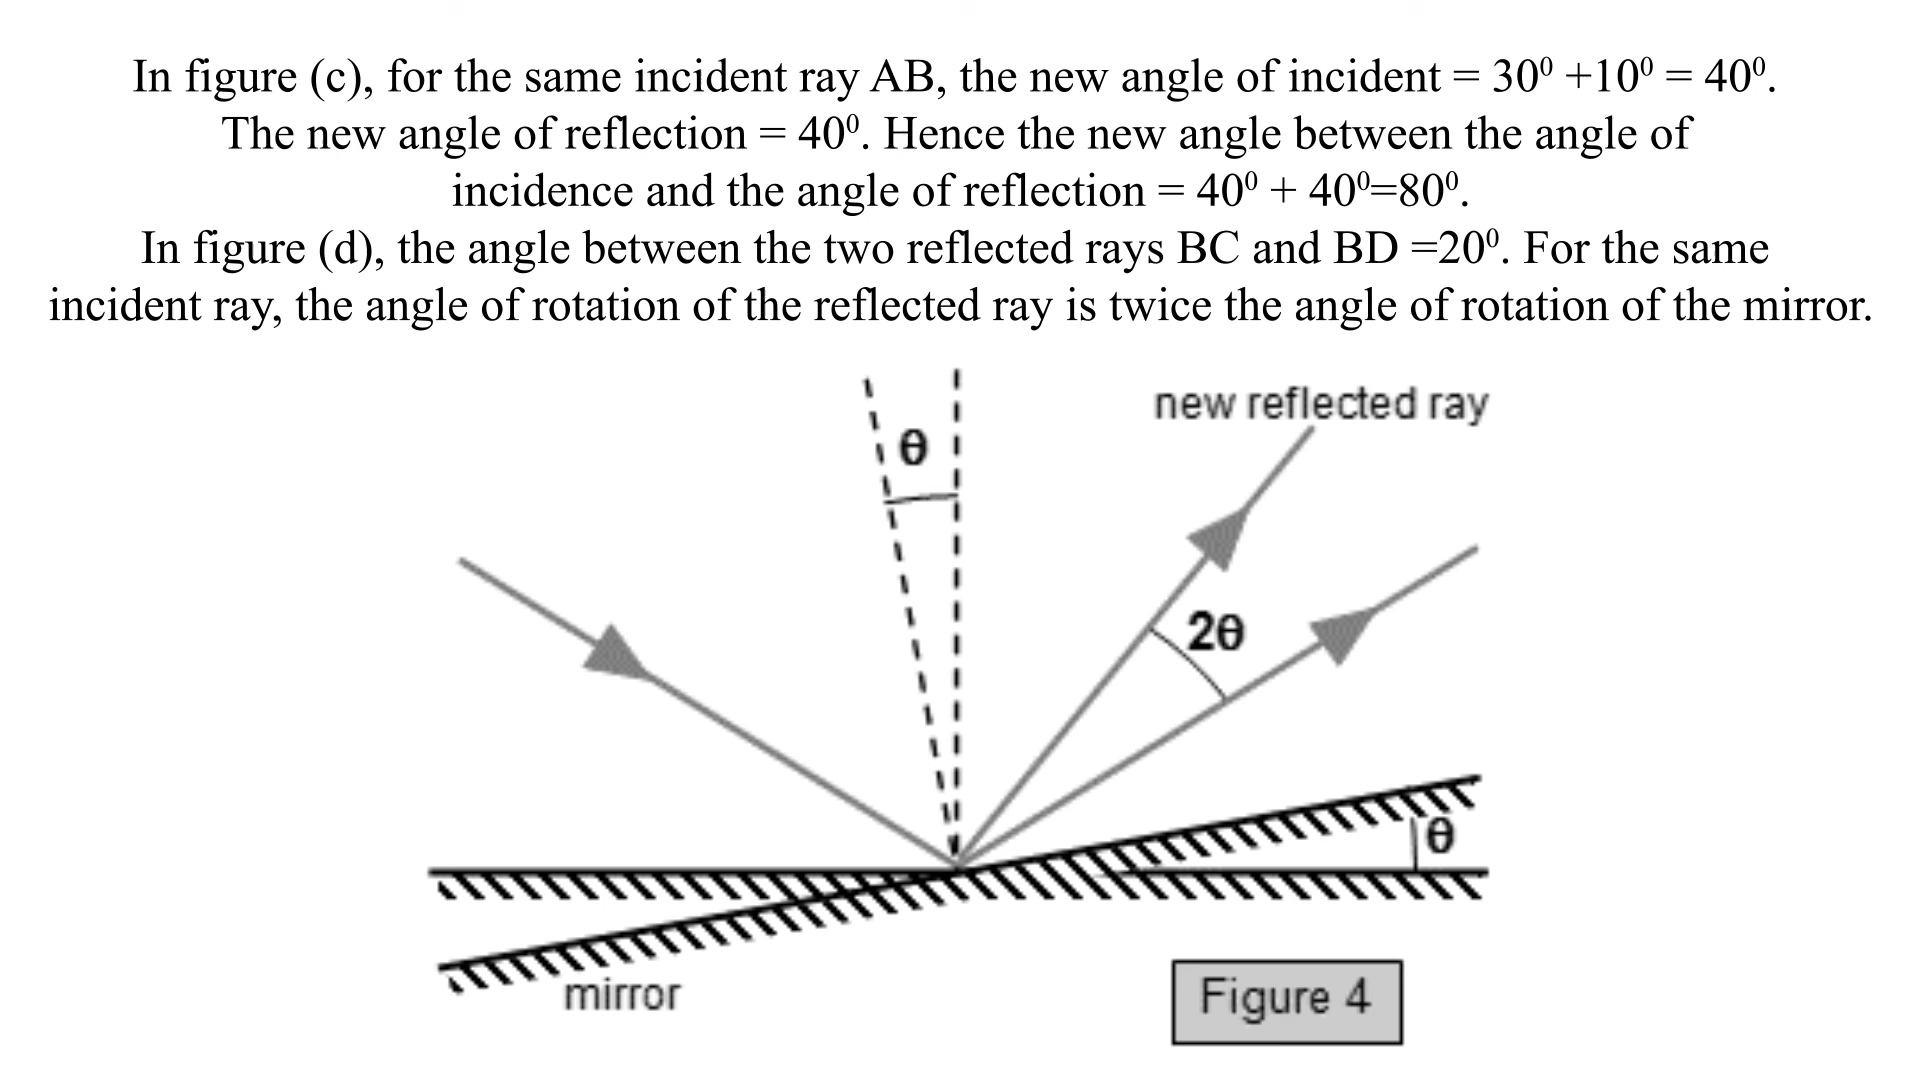 In figure (c), for the same incident ray AB, the new angle of incident = 30⁰ +10⁰ = 40⁰.
The new angle of reflection = 40⁰. Hence the new angle between the angle of
incidence and the angle of reflection = 40⁰ + 40⁰=80⁰.
In figure (d), the angle between the two reflected rays BC and BD =20⁰. For the same
incident ray, the angle of rotation of the reflected ray is twice the angle of rotation of the mirror.
new reflected ray
θ
2θ
θ
mirror
Figure 4